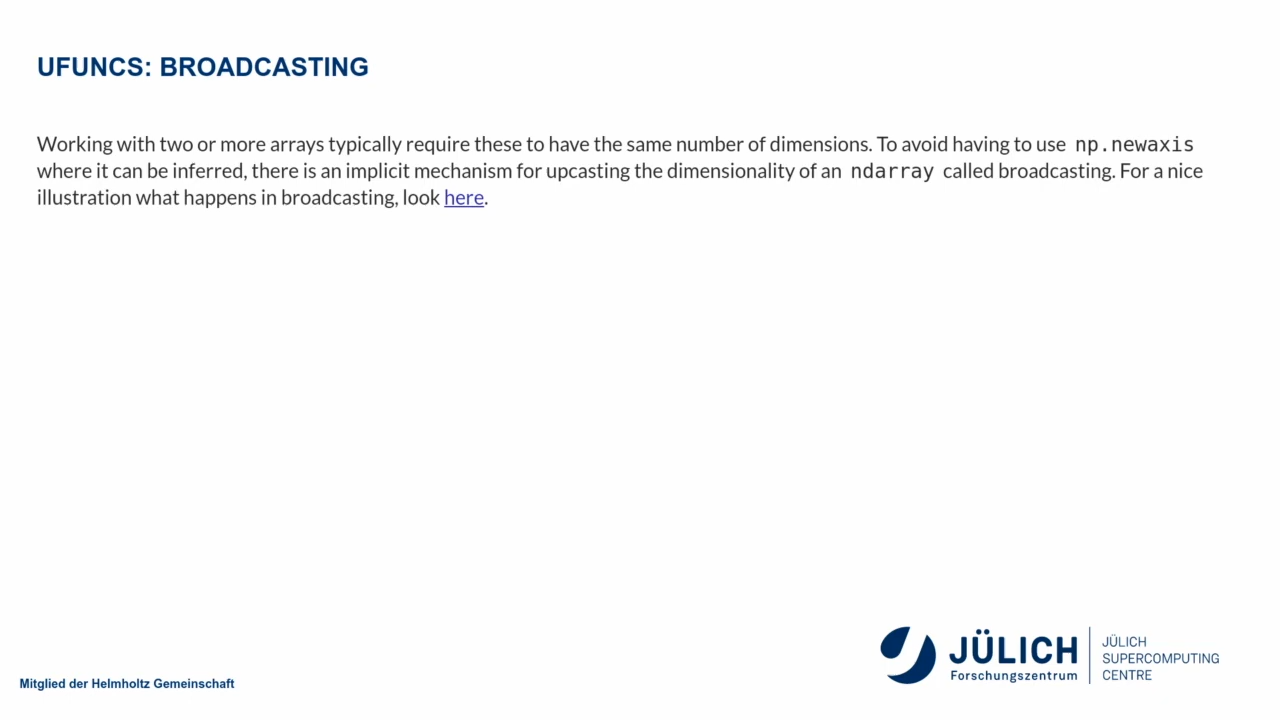 UFUNCS: BROADCASTING
Working with two or more arrays typically require these to have the same number of dimensions. To avoid having to use np.newaxis
where it can be inferred, there is an implicit mechanism for upcasting the dimensionality of an ndarray called broadcasting. For a nice
illustration what happens in broadcasting, look here.
JÜLICH
Forschungszentrum
JÜLICH
SUPERCOMPUTING
CENTRE
Mitglied der Helmholtz Gemeinschaft